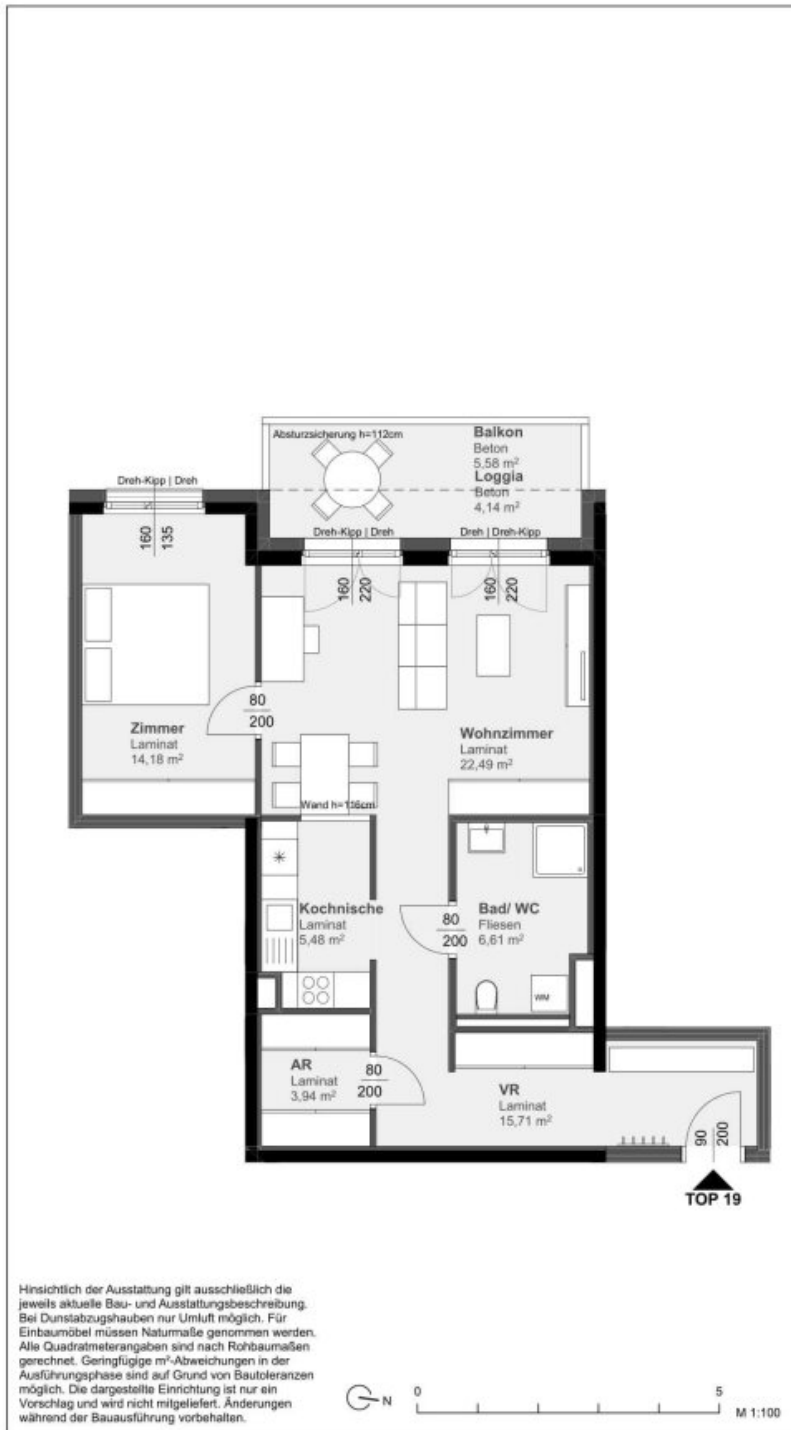 Absturzsicherung h=112cm
Balkon
Beton
5,58 m²
Loggia
Beton
4,14 m²
Dreh-Kipp | Dreh
160
135
Dreh-Kipp | Dreh
160
220
Dreh | Dreh-Kipp
160
220
80
200
Zimmer
Laminat
14,18 m²
Wohnzimmer
Laminat
22,49 m²
Wand h=116cm
Kochnische
Laminat
5,48 m²
80
200
Bad/ WC
Fliesen
6,61 m²
WM
AR
Laminat
3,94 m²
80
200
VR
Laminat
15,71 m²
90
200
TOP 19
Hinsichtlich der Ausstattung gilt ausschließlich die
jeweils aktuelle Bau- und Ausstattungsbeschreibung.
Bei Dunstabzugshauben nur Umluft möglich. Für
Einbaumöbel müssen Naturmaße genommen werden.
Alle Quadratmeterangaben sind nach Rohbaumaßen
gerechnet. Geringfügige m²-Abweichungen in der
Ausführungsphase sind auf Grund von Bautoleranzen
möglich. Die dargestellte Einrichtung ist nur ein
Vorschlag und wird nicht mitgeliefert. Änderungen
während der Bauausführung vorbehalten.
N
0
5
M 1:100